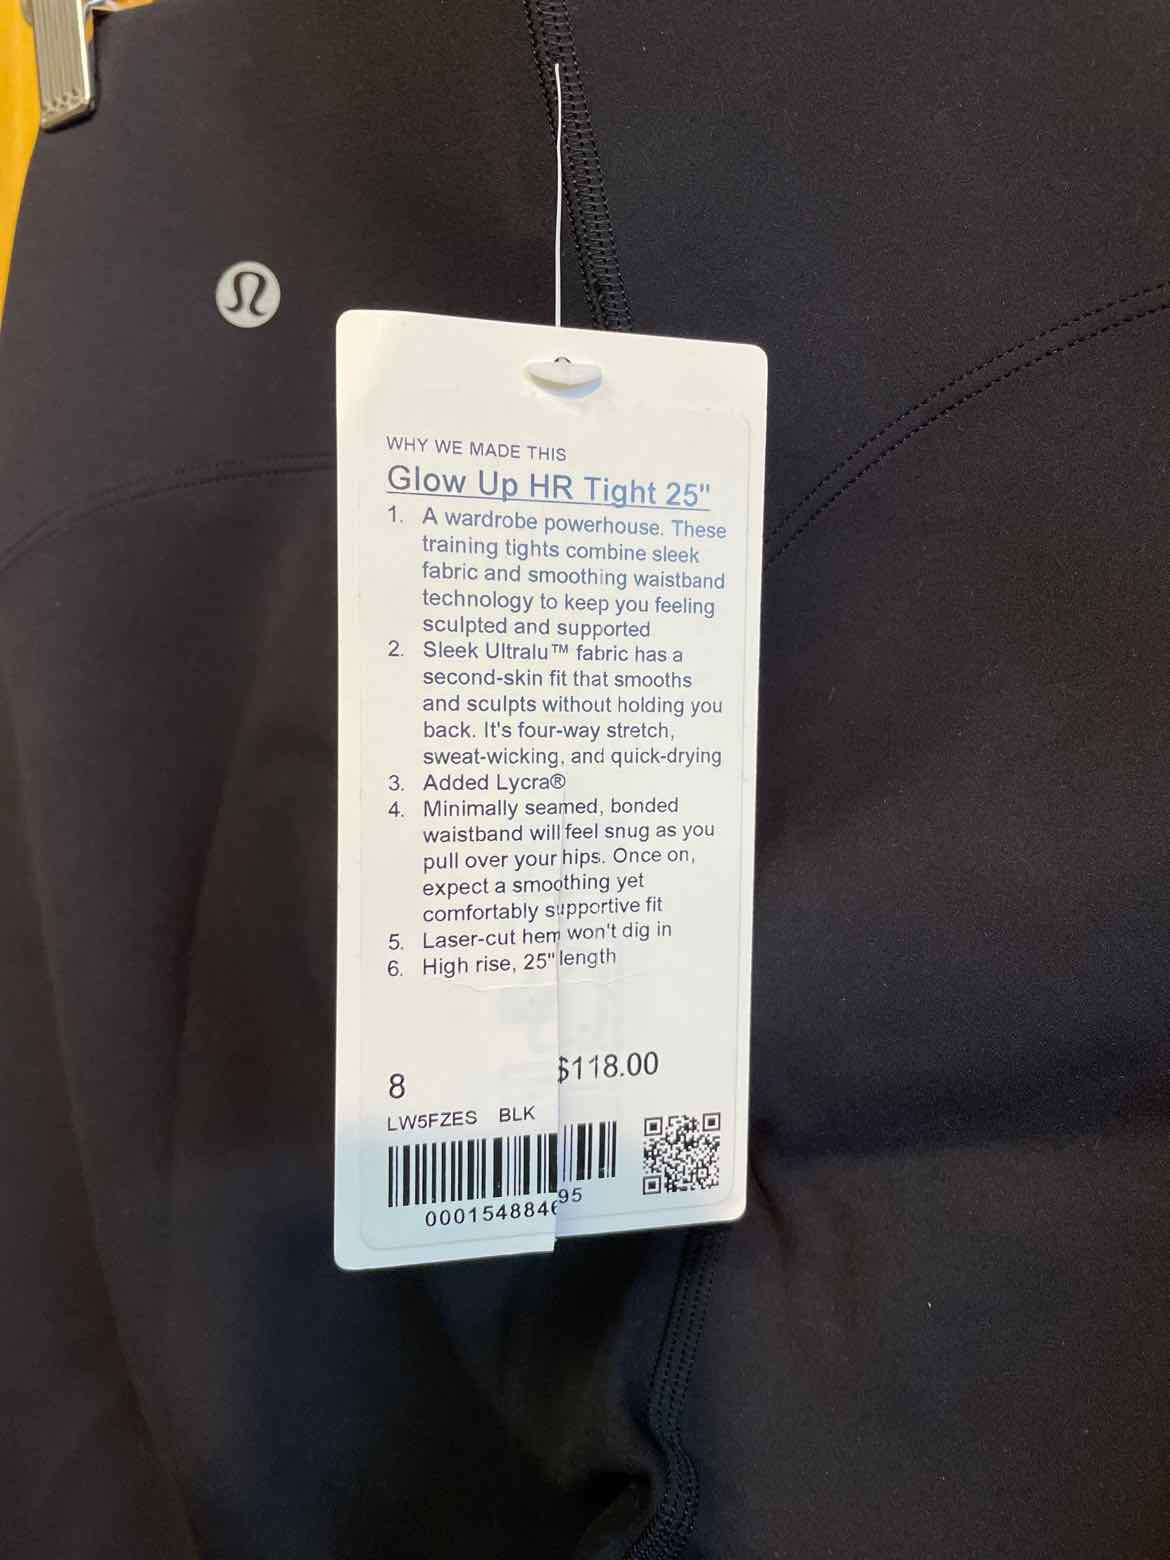 WHY WE MADE THIS
Glow Up HR Tight 25"
1. A wardrobe powerhouse. These
training tights combine sleek
fabric and smoothing waistband
technology to keep you feeling
sculpted and supported
2. Sleek Ultralu™ fabric has a
second-skin fit that smooths
and sculpts without holding you
back. It's four-way stretch,
sweat-wicking, and quick-drying
3. Added Lycra®
4. Minimally seamed, bonded
waistband will feel snug as you
pull over your hips. Once on,
expect a smoothing yet
comfortably supportive fit
5. Laser-cut hem won't dig in
6. High rise, 25" length
8 $118.00
LW5FZES BLK
000154884695